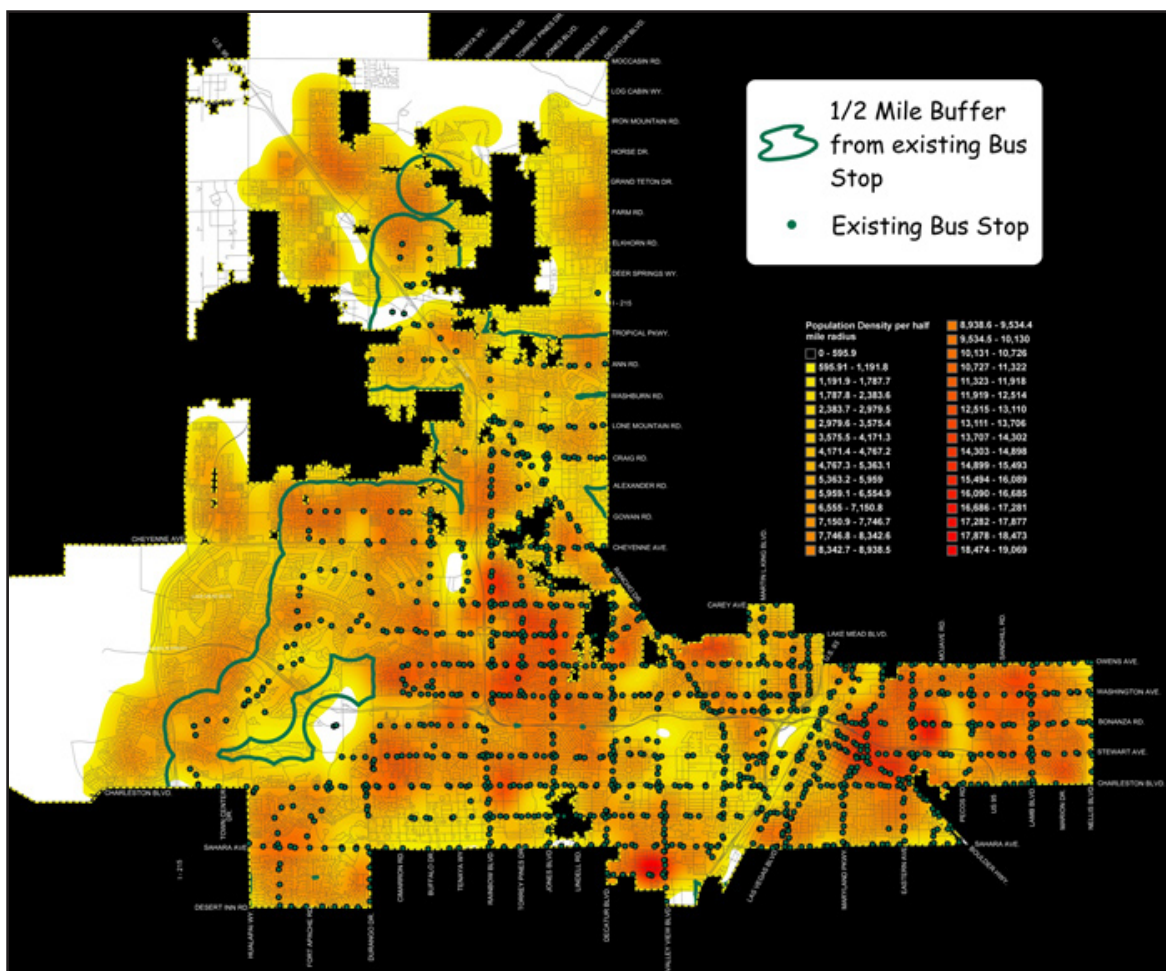 U.S. 95
TENAYA WY.
RAINBOW BLVD.
TORREY PINES DR.
JONES BLVD.
BRADLEY RD.
DECATUR BLVD.
MOCCASIN RD.
LOG CABIN WY.
IRON MOUNTAIN RD.
HORSE DR.
GRAND TETON DR.
FARM RD.
ELKHORN RD.
DEER SPRINGS WY.
I - 215
TROPICAL PKWY.
ANN RD.
WASHBURN RD.
LONE MOUNTAIN RD.
CRAIG RD.
ALEXANDER RD.
GOWAN RD.
CHEYENNE AVE.
1/2 Mile Buffer
from existing Bus
Stop
Existing Bus Stop
Population Density per half
mile radius
0 - 595.9
595.91 - 1,191.8
1,191.9 - 1,787.7
1,787.8 - 2,383.6
2,383.7 - 2,979.5
2,979.6 - 3,575.4
3,575.5 - 4,171.3
4,171.4 - 4,767.2
4,767.3 - 5,363.1
5,363.2 - 5,959
5,959.1 - 6,554.9
6,555 - 7,150.8
7,150.9 - 7,746.7
7,746.8 - 8,342.6
8,342.7 - 8,938.5
8,938.6 - 9,534.4
9,534.5 - 10,130
10,131 - 10,726
10,727 - 11,322
11,323 - 11,918
11,919 - 12,514
12,515 - 13,110
13,111 - 13,706
13,707 - 14,302
14,303 - 14,898
14,899 - 15,493
15,494 - 16,089
16,090 - 16,685
16,686 - 17,281
17,282 - 17,877
17,878 - 18,473
18,474 - 19,069
CHEYENNE AVE.
RANCHO DR.
CAREY AVE.
MARTIN L.KING BLVD.
LAKE MEAD BLVD.
U.S. 93
MOJAVE RD.
SANDHILL RD.
OWENS AVE.
WASHINGTON AVE.
BONANZA RD.
STEWART AVE.
CHARLESTON BLVD.
CHARLESTON BLVD.
TOWN CENTER
DR.
SAHARA AVE.
I - 215
DESERT INN RD.
HUALAPAI WY.
FORT APACHE RD.
DURANGO DR.
CIMARRON RD.
BUFFALO DR.
TENAYA WY.
RAINBOW BLVD.
TORREY PINES DR.
JONES BLVD.
LINDELL RD.
DECATUR BLVD.
VALLEY VIEW BLVD.
LAS VEGAS BLVD.
MARYLAND PKWY.
EASTERN AVE.
SAHARA AVE.
BOULDER HWY.
PECOS RD.
US 95
LAMB BLVD.
MARION DR.
NELLIS BLVD.